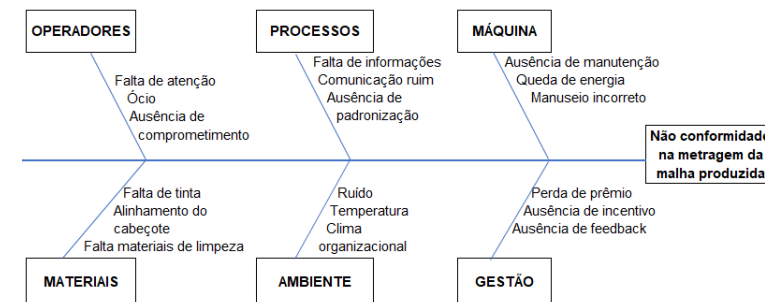 OPERADORES
PROCESSOS
MÁQUINA
Falta de atenção
Ócio
Ausência de
comprometimento
Falta de informações
Comunicação ruim
Ausência de
padronização
Ausência de manutenção
Queda de energia
Manuseio incorreto
Não conformidade
na metragem da
malha produzida
Falta de tinta
Alinhamento do
cabeçote
Falta materiais de limpeza
Ruído
Temperatura
Clima
organizacional
Perda de prêmio
Ausência de incentivo
Ausência de feedback
MATERIAIS
AMBIENTE
GESTÃO